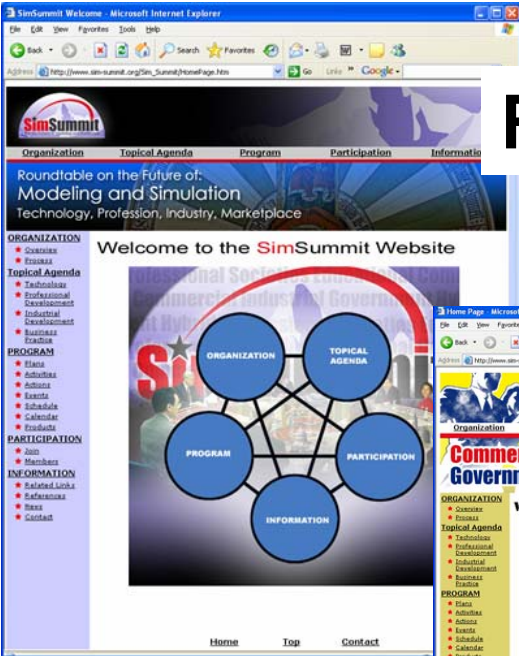 SimSummit Welcome - Microsoft Internet Explorer
File Edit View Favorites Tools Help
Back Search Favorites
Address http://www.sim-summit.org/Sim_Summit/HomePage.htm Go Links Google
SimSummit
Organization Topical Agenda Program Participation Informatio
Roundtable on the Future of:
Modeling and Simulation
Technology, Profession, Industry, Marketplace
ORGANIZATION
Overview
Process
Topical Agenda
Technology
Professional Development
Industrial Development
Business Practice
PROGRAM
Plans
Activities
Actions
Events
Schedule
Calendar
Products
PARTICIPATION
Join
Members
INFORMATION
Related Links
References
News
Contact
Welcome to the SimSummit Website
ORGANIZATION
TOPICAL AGENDA
PROGRAM
PARTICIPATION
INFORMATION
Home Top Contact
Home Page - Microsof
File Edit View Favorite
Back
Address http://www.sim-
Organization
Commer
Governm
ORGANIZATION
Overview
Process
Topical Agenda
Technology
Professional Development
Industrial Development
Business Practice
PROGRAM
Plans
Activities
Actions
Events
Schedule
Calendar
Products